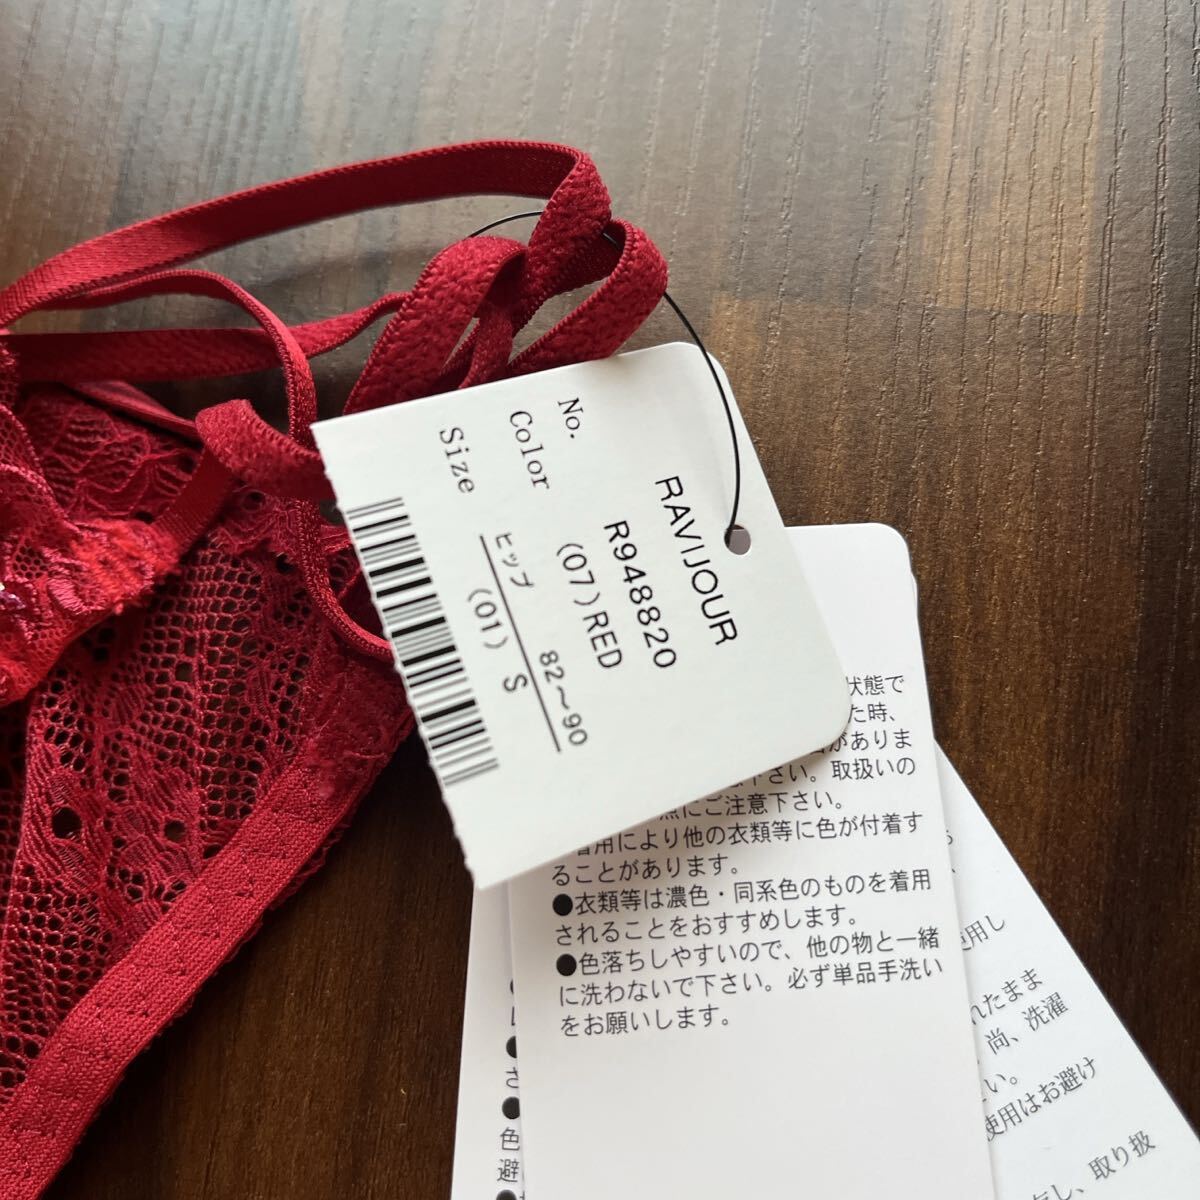 RAVIJOUR
No. R948820
Color (07)RED
Size ヒップ 82～90
(01) S
状態で
た時、
がありま
下さい。取扱いの
にご注意下さい。
着用により他の衣類等に色が付着す
ることがあります。
●衣類等は濃色・同系色のものを着用
されることをおすすめします。
●色落ちしやすいので、他の物と一緒
に洗わないで下さい。必ず単品手洗い
をお願いします。
●
●
さ
●
色
避
●
使用し
れたまま
尚、洗濯
い。
使用はお避け
し、取り扱